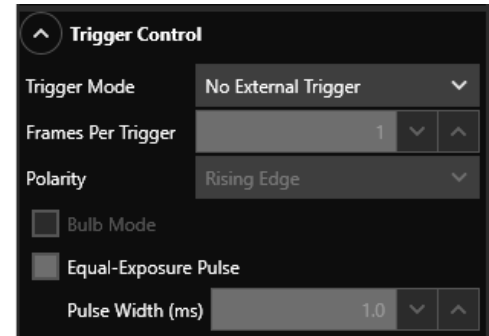 Trigger Control
Trigger Mode No External Trigger
Frames Per Trigger 1
Polarity Rising Edge
Bulb Mode
Equal-Exposure Pulse
Pulse Width (ms) 1.0